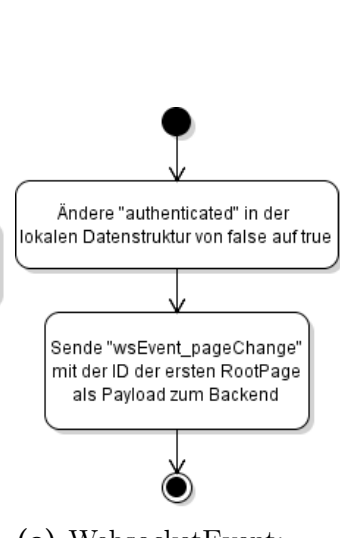 Ändere "authenticated" in der
lokalen Datenstruktur von false auf true
Sende "wsEvent_pageChange"
mit der ID der ersten RootPage
als Payload zum Backend
WebsocketEvent: